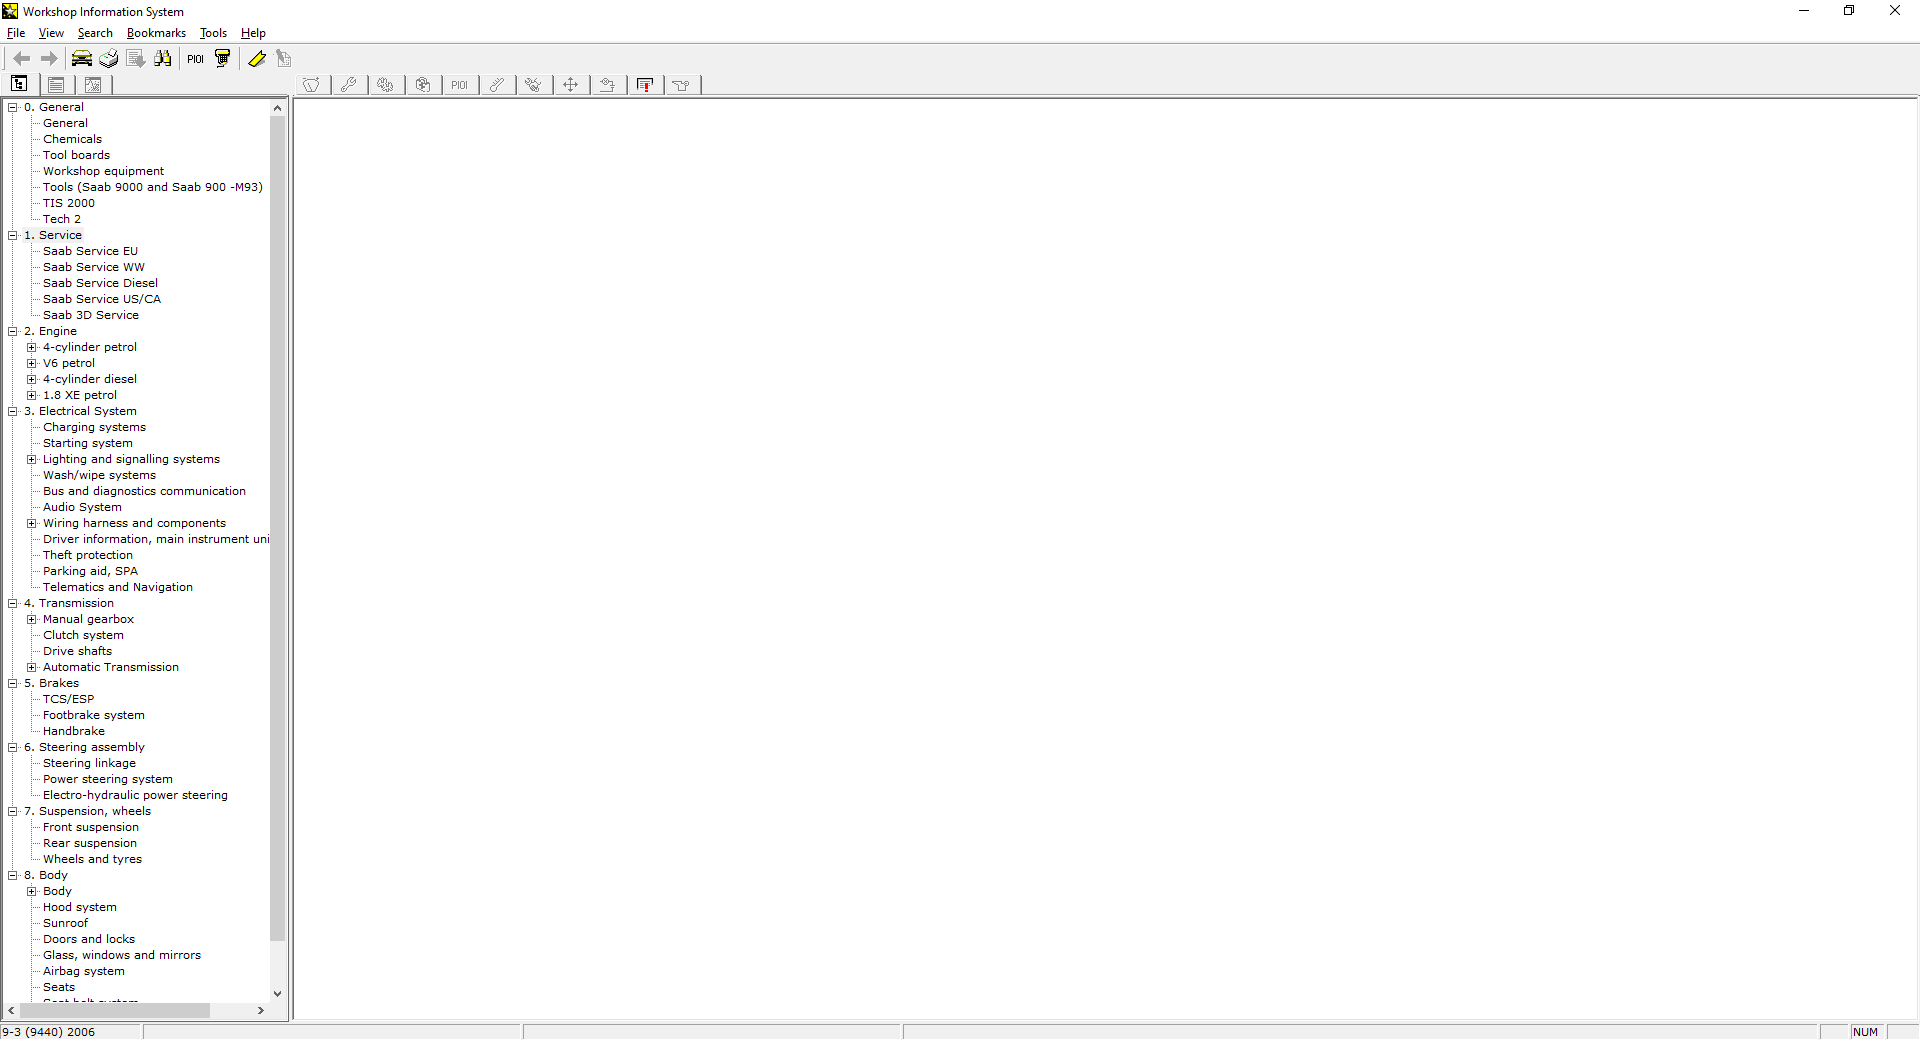 Workshop Information System
File View Search Bookmarks Tools Help
PIOI
PIOI
0. General
General
Chemicals
Tool boards
Workshop equipment
Tools (Saab 9000 and Saab 900 -M93)
TIS 2000
Tech 2
1. Service
Saab Service EU
Saab Service WW
Saab Service Diesel
Saab Service US/CA
Saab 3D Service
2. Engine
4-cylinder petrol
V6 petrol
4-cylinder diesel
1.8 XE petrol
3. Electrical System
Charging systems
Starting system
Lighting and signalling systems
Wash/wipe systems
Bus and diagnostics communication
Audio System
Wiring harness and components
Driver information, main instrument uni
Theft protection
Parking aid, SPA
Telematics and Navigation
4. Transmission
Manual gearbox
Clutch system
Drive shafts
Automatic Transmission
5. Brakes
TCS/ESP
Footbrake system
Handbrake
6. Steering assembly
Steering linkage
Power steering system
Electro-hydraulic power steering
7. Suspension, wheels
Front suspension
Rear suspension
Wheels and tyres
8. Body
Body
Hood system
Sunroof
Doors and locks
Glass, windows and mirrors
Airbag system
Seats
Seat belt system
9-3 (9440) 2006 NUM